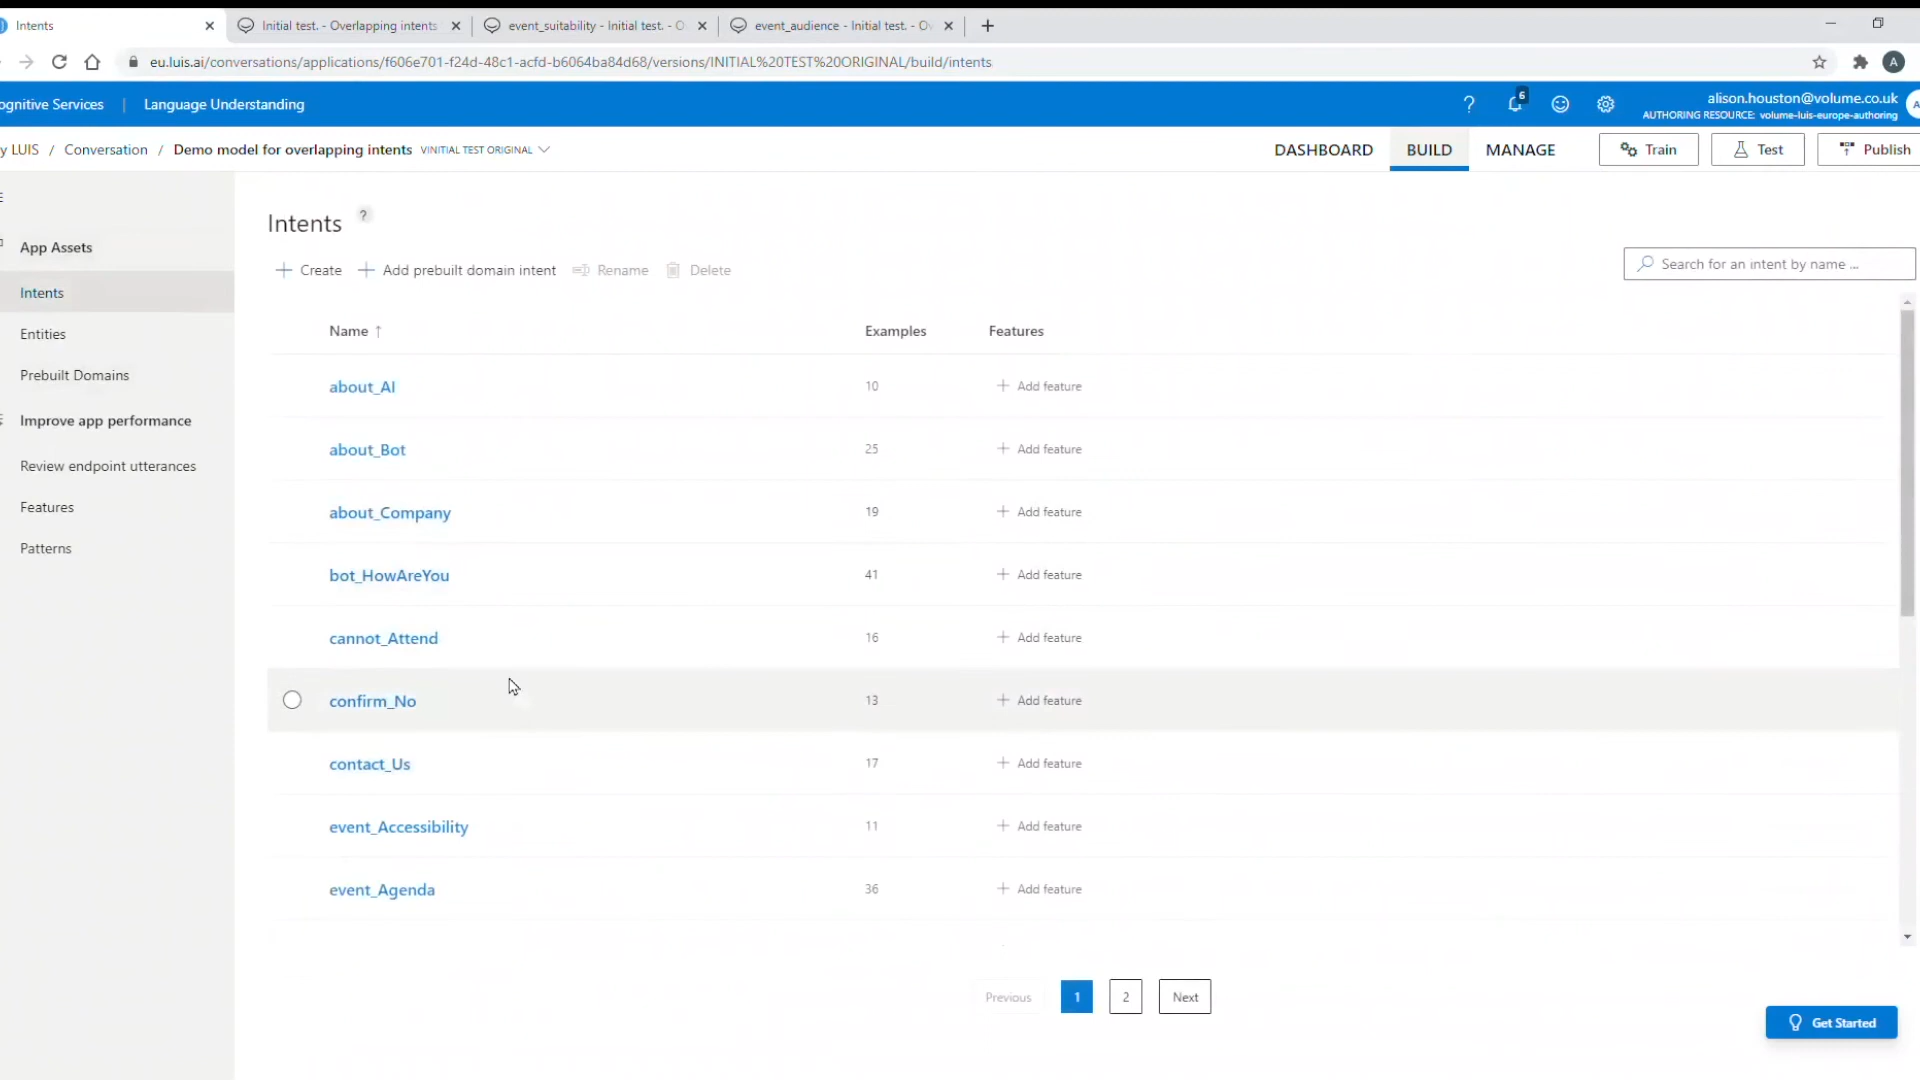 Intents
Initial test. - Overlapping intents
event_suitability - Initial test. - O
event_audience - Initial test. - Ov
eu.luis.ai/conversations/applications/f606e701-f24d-48c1-acfd-b6064ba84d68/versions/INITIAL%20TEST%20ORIGINAL/build/intents
A
ognitive Services | Language Understanding
?
6
alison.houston@volume.co.uk
AUTHORING RESOURCE: volume-luis-europe-authoring
A
y LUIS / Conversation / Demo model for overlapping intents VINITIAL TEST ORIGINAL
DASHBOARD BUILD MANAGE Train Test Publish
App Assets
Intents
Entities
Prebuilt Domains
Improve app performance
Review endpoint utterances
Features
Patterns
Intents ?
+ Create + Add prebuilt domain intent Rename Delete
Search for an intent by name ...
Name ↑ Examples Features
about_AI 10 + Add feature
about_Bot 25 + Add feature
about_Company 19 + Add feature
bot_HowAreYou 41 + Add feature
cannot_Attend 16 + Add feature
confirm_No 13 + Add feature
contact_Us 17 + Add feature
event_Accessibility 11 + Add feature
event_Agenda 36 + Add feature
Previous 1 2 Next
Get Started